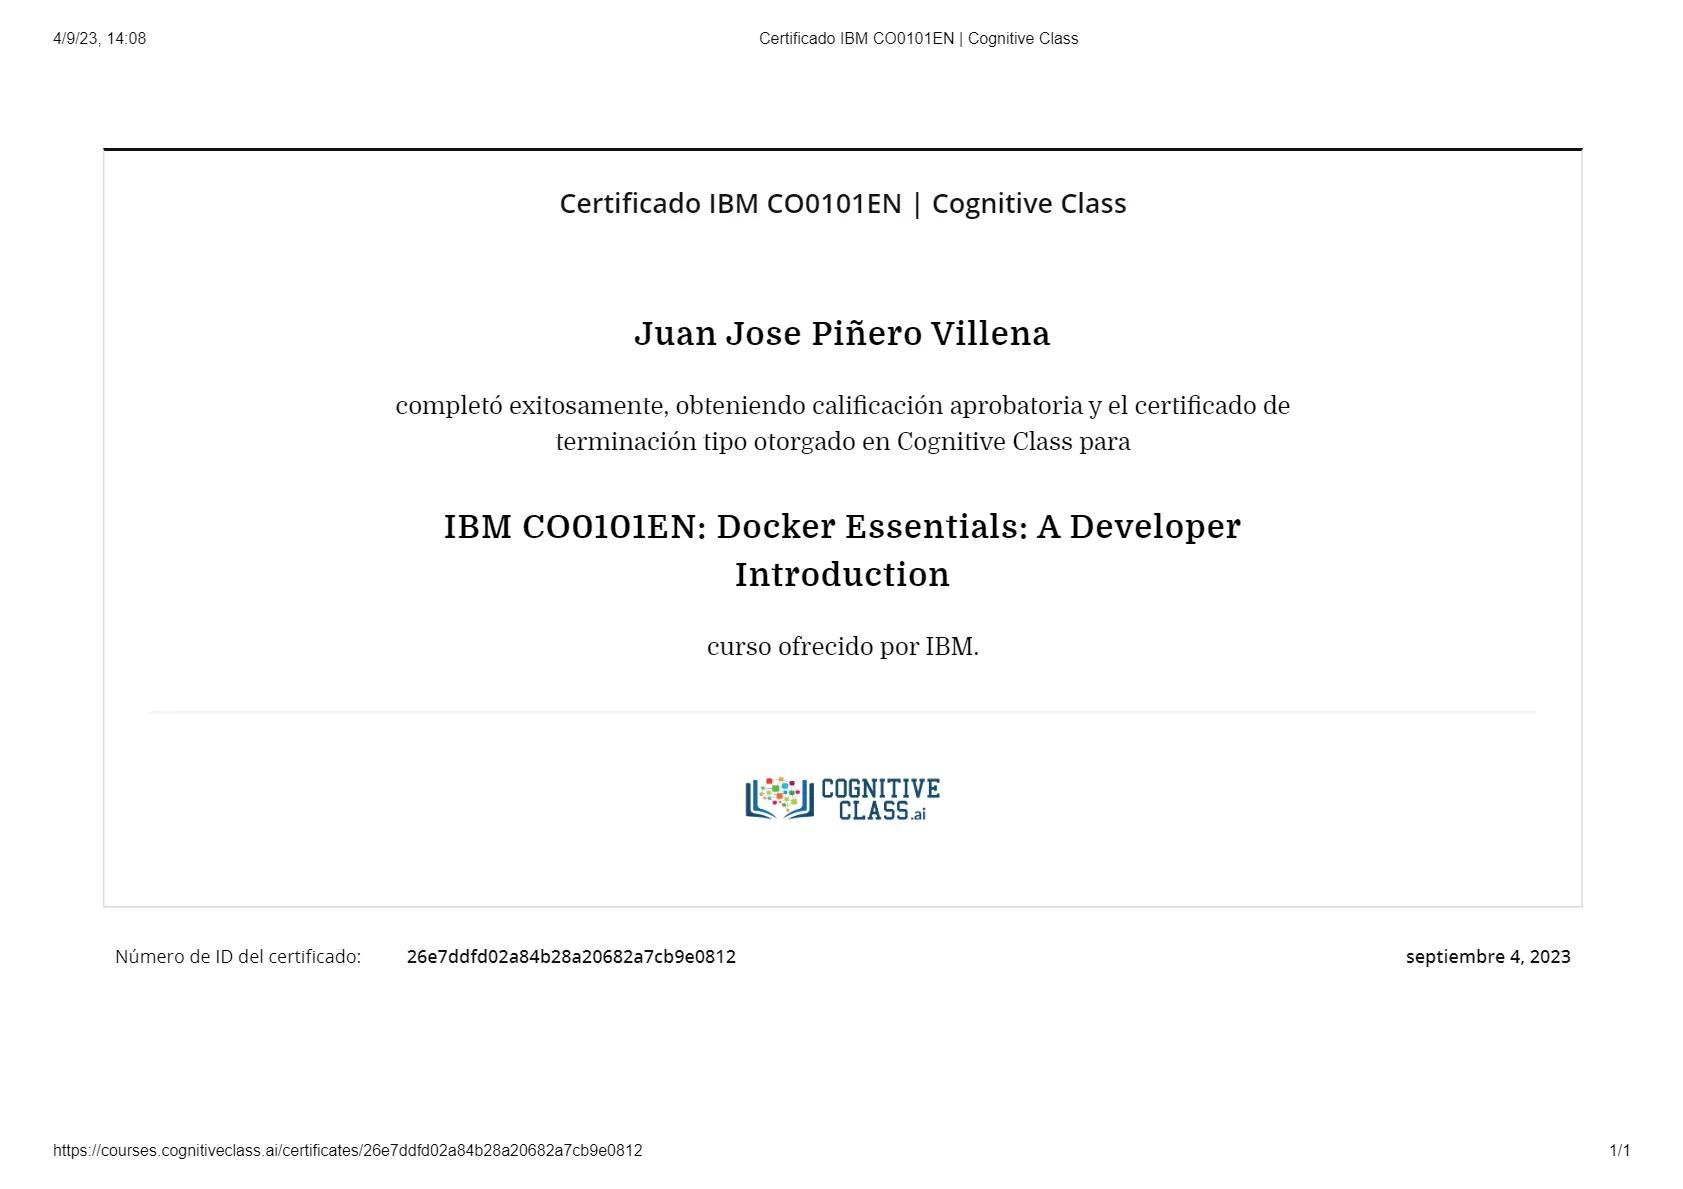 4/9/23, 14:08
Certificado IBM CO0101EN | Cognitive Class
Certificado IBM CO0101EN | Cognitive Class
Juan Jose Piñero Villena
completó exitosamente, obteniendo calificación aprobatoria y el certificado de
terminación tipo otorgado en Cognitive Class para
IBM CO0101EN: Docker Essentials: A Developer
Introduction
curso ofrecido por IBM.
COGNITIVE
CLASS.ai
Número de ID del certificado: 26e7ddfd02a84b28a20682a7cb9e0812
septiembre 4, 2023
https://courses.cognitiveclass.ai/certificates/26e7ddfd02a84b28a20682a7cb9e0812
1/1